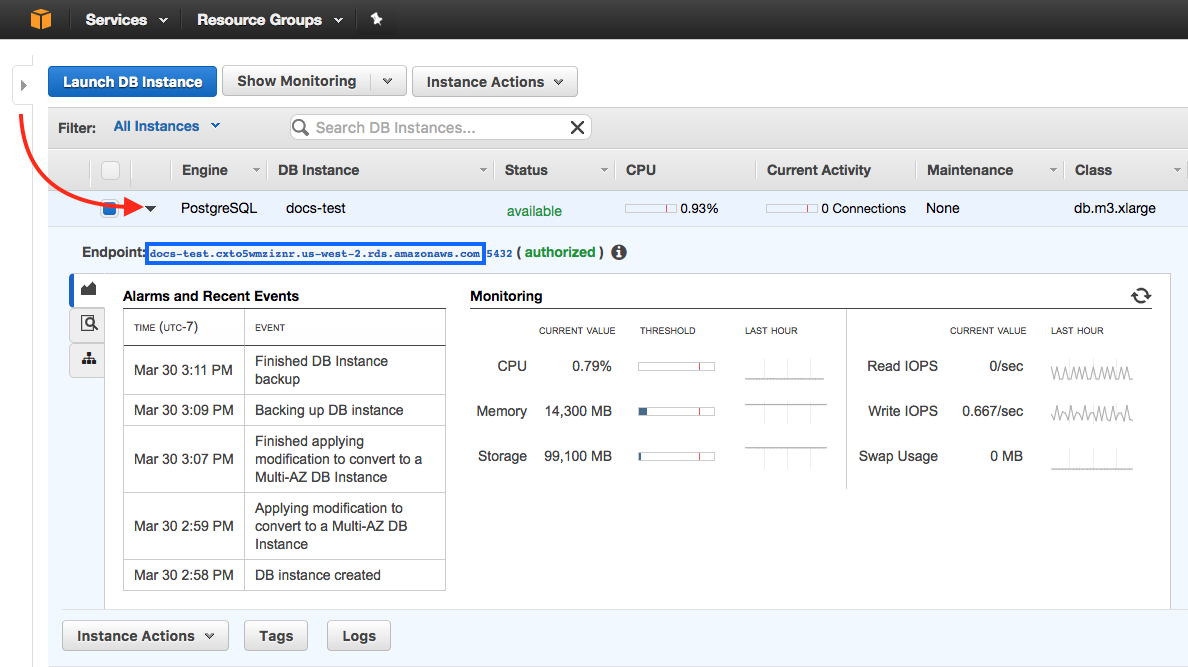 Services Resource Groups
Launch DB Instance Show Monitoring Instance Actions
Filter: All Instances Search DB Instances...
Engine DB Instance Status CPU Current Activity Maintenance Class
PostgreSQL docs-test available 0.93% 0 Connections None db.m3.xlarge
Endpoint: docs-test.cxto5wmziznr.us-west-2.rds.amazonaws.com 5432 ( authorized )
Alarms and Recent Events
TIME (UTC-7) EVENT
Mar 30 3:11 PM Finished DB Instance
backup
Mar 30 3:09 PM Backing up DB instance
Mar 30 3:07 PM Finished applying
modification to convert to a
Multi-AZ DB Instance
Mar 30 2:59 PM Applying modification to
convert to a Multi-AZ DB
Instance
Mar 30 2:58 PM DB instance created
Monitoring
CURRENT VALUE THRESHOLD LAST HOUR
CPU 0.79%
Memory 14,300 MB
Storage 99,100 MB
CURRENT VALUE LAST HOUR
Read IOPS 0/sec
Write IOPS 0.667/sec
Swap Usage 0 MB
Instance Actions Tags Logs